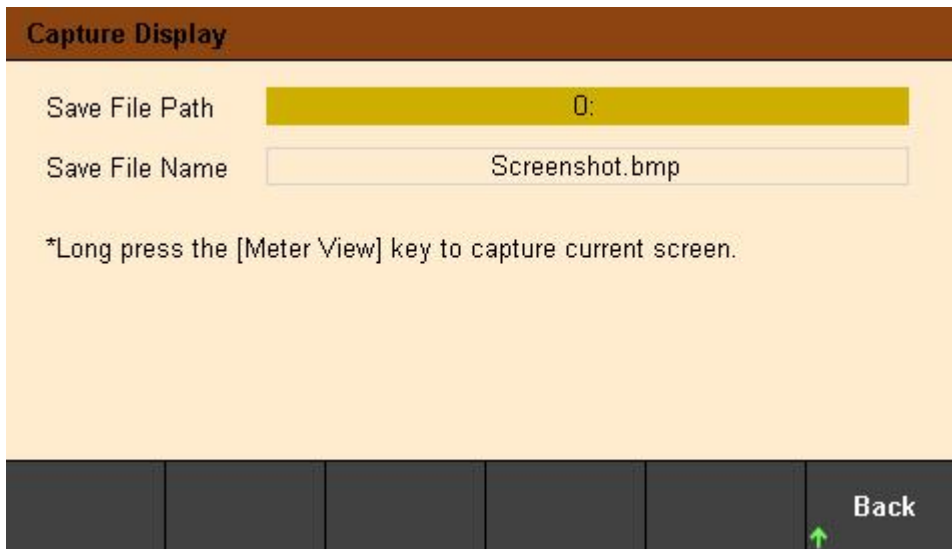 Capture Display
Save File Path 0:
Save File Name Screenshot.bmp
*Long press the [Meter View] key to capture current screen.
Back